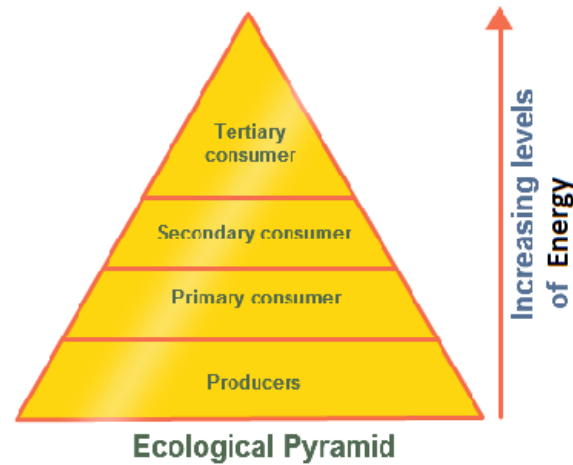 Tertiary
consumer
Secondary consumer
Primary consumer
Producers
Increasing levels
of Energy
Ecological Pyramid